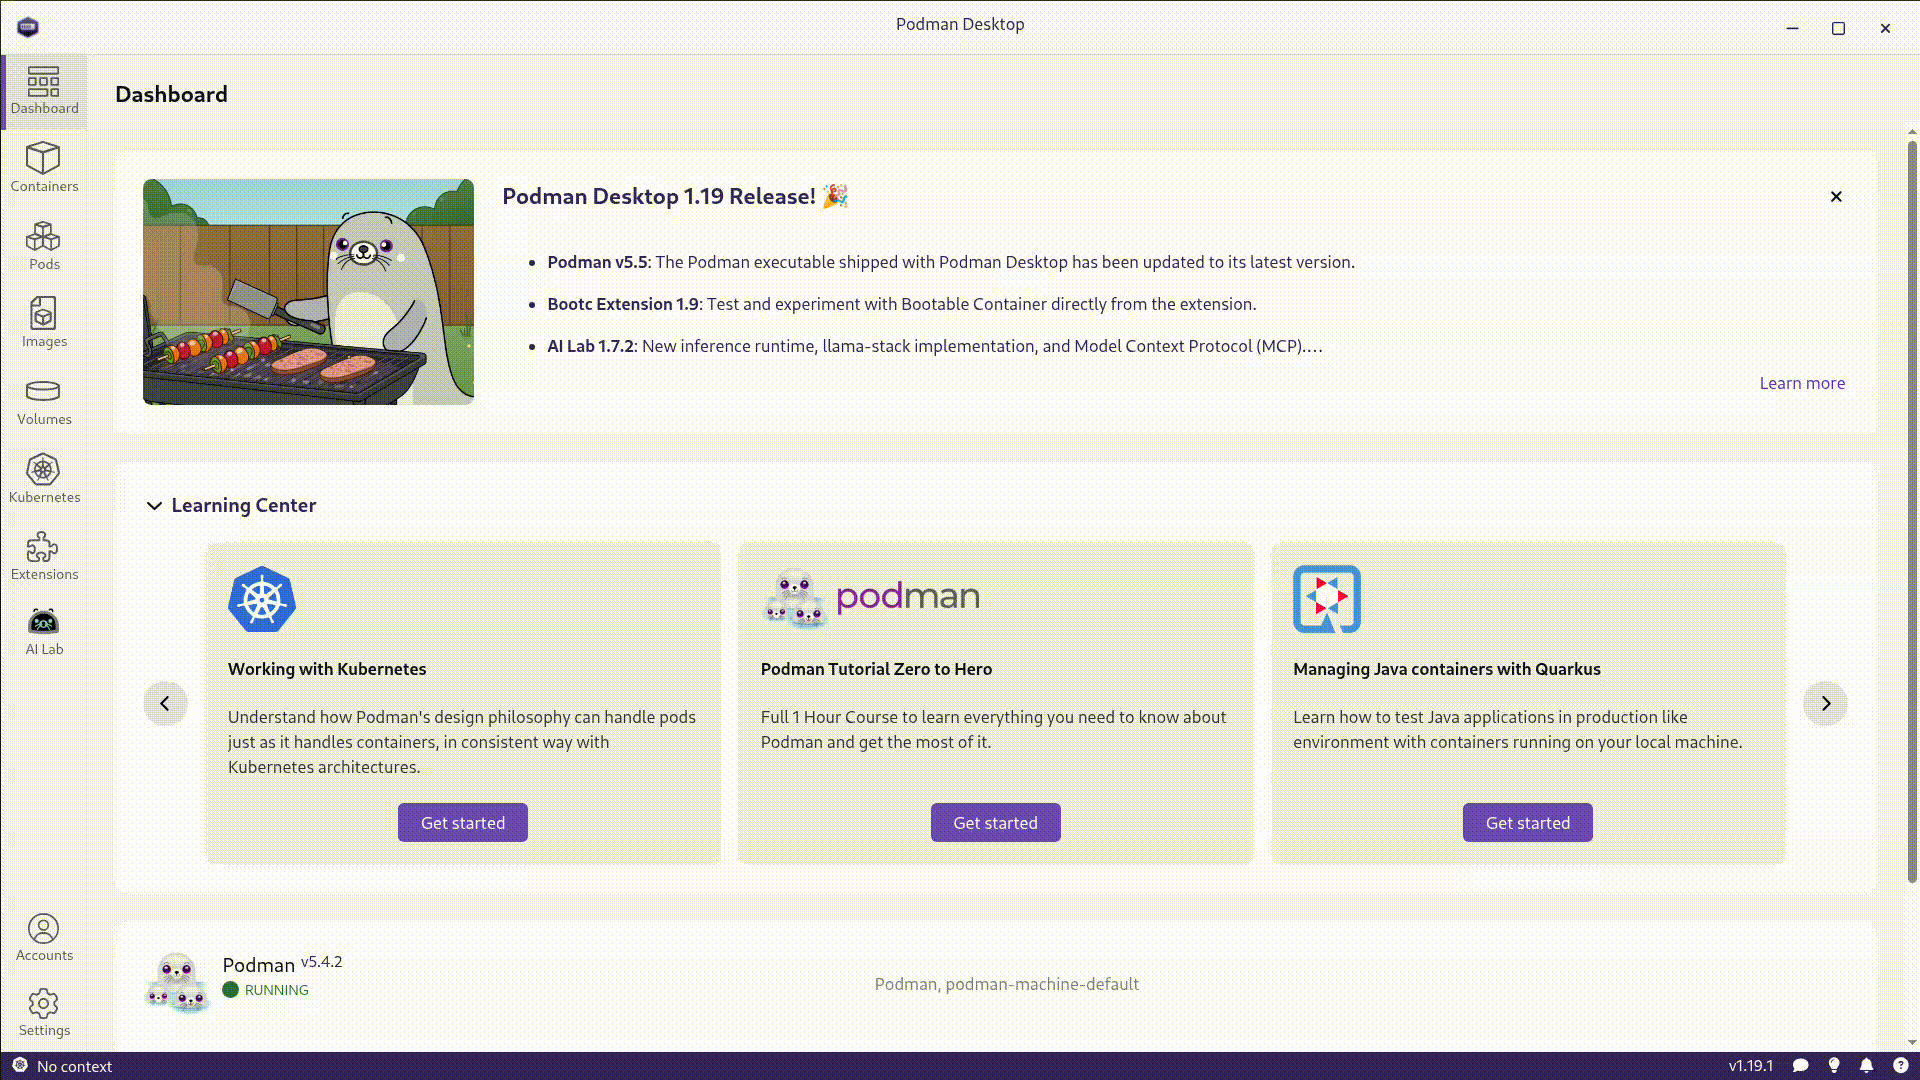 Podman Desktop
Dashboard
Containers
Pods
Images
Volumes
Kubernetes
Extensions
AI Lab
Accounts
Settings
Dashboard
Podman Desktop 1.19 Release! 🎉
• Podman v5.5: The Podman executable shipped with Podman Desktop has been updated to its latest version.
• Bootc Extension 1.9: Test and experiment with Bootable Container directly from the extension.
• AI Lab 1.7.2: New inference runtime, llama-stack implementation, and Model Context Protocol (MCP)....
Learn more
Learning Center
Working with Kubernetes
Understand how Podman's design philosophy can handle pods
just as it handles containers, in consistent way with
Kubernetes architectures.
Get started
podman
Podman Tutorial Zero to Hero
Full 1 Hour Course to learn everything you need to know about
Podman and get the most of it.
Get started
Managing Java containers with Quarkus
Learn how to test Java applications in production like
environment with containers running on your local machine.
Get started
Podman v5.4.2
RUNNING
Podman, podman-machine-default
No context
v1.19.1